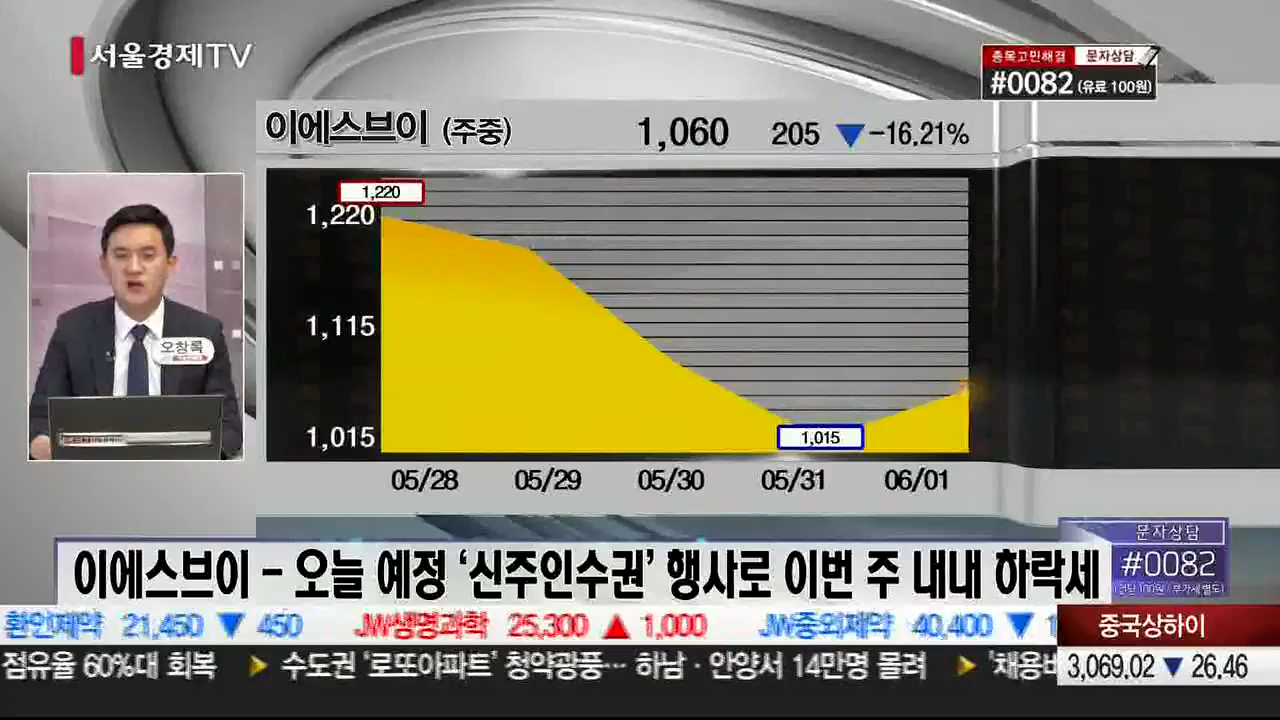 서울경제TV
종목고민해결 문자상담
#0082 (유료 100원)
이에스브이 (주중) 1,060 205 ▼-16.21%
1,220
1,220
1,115
1,015
1,015
05/28 05/29 05/30 05/31 06/01
오창록
문자상담
#0082
이에스브이 - 오늘 예정 ‘신주인수권’ 행사로 이번 주 내내 하락세
환인제약 21,450 ▼ 450 JW생명과학 25,300 ▲ 1,000 JW중외제약 40,400 ▼ 1
중국상하이
점유율 60%대 회복 ▶ 수도권 ‘로또아파트’ 청약광풍… 하남·안양서 14만명 몰려 ▶ '채용비
3,069.02 ▼ 26.46